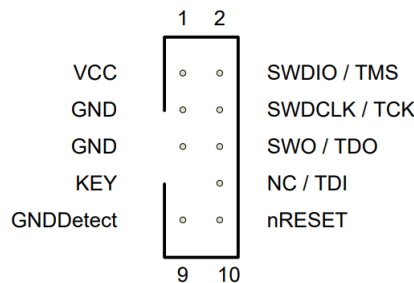 1 2
VCC SWDIO / TMS
GND SWDCLK / TCK
GND SWO / TDO
KEY NC / TDI
GNDDetect nRESET
9 10